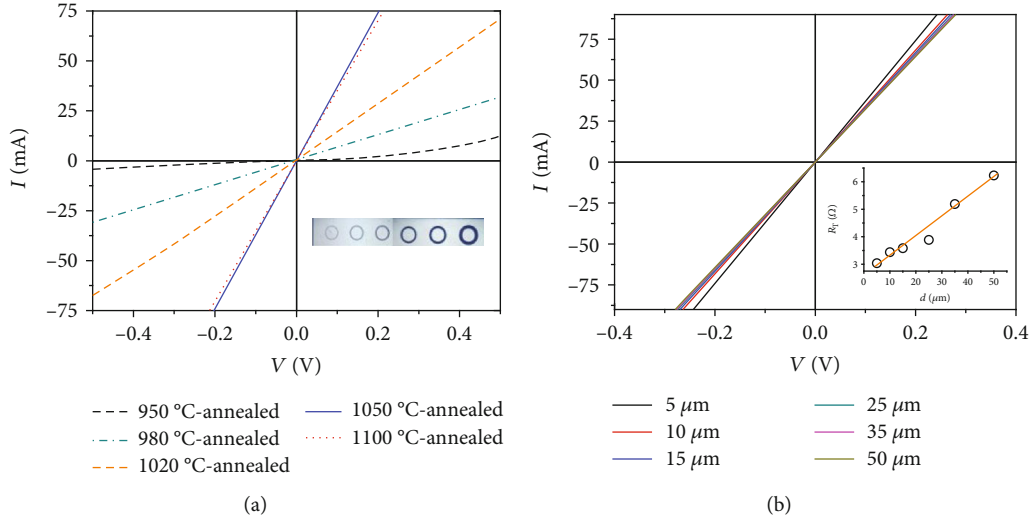 75
50
25
0
−25
−50
−75
I (mA)
−0.4
−0.2
0.0
0.2
0.4
V (V)
950 °C-annealed
980 °C-annealed
1020 °C-annealed
1050 °C-annealed
1100 °C-annealed
(a)
75
50
25
0
−25
−50
−75
I (mA)
−0.4
−0.2
0.0
0.2
0.4
V (V)
6
5
4
3
R_T (Ω)
0
10
20
30
40
50
d (μm)
5 μm
10 μm
15 μm
25 μm
35 μm
50 μm
(b)